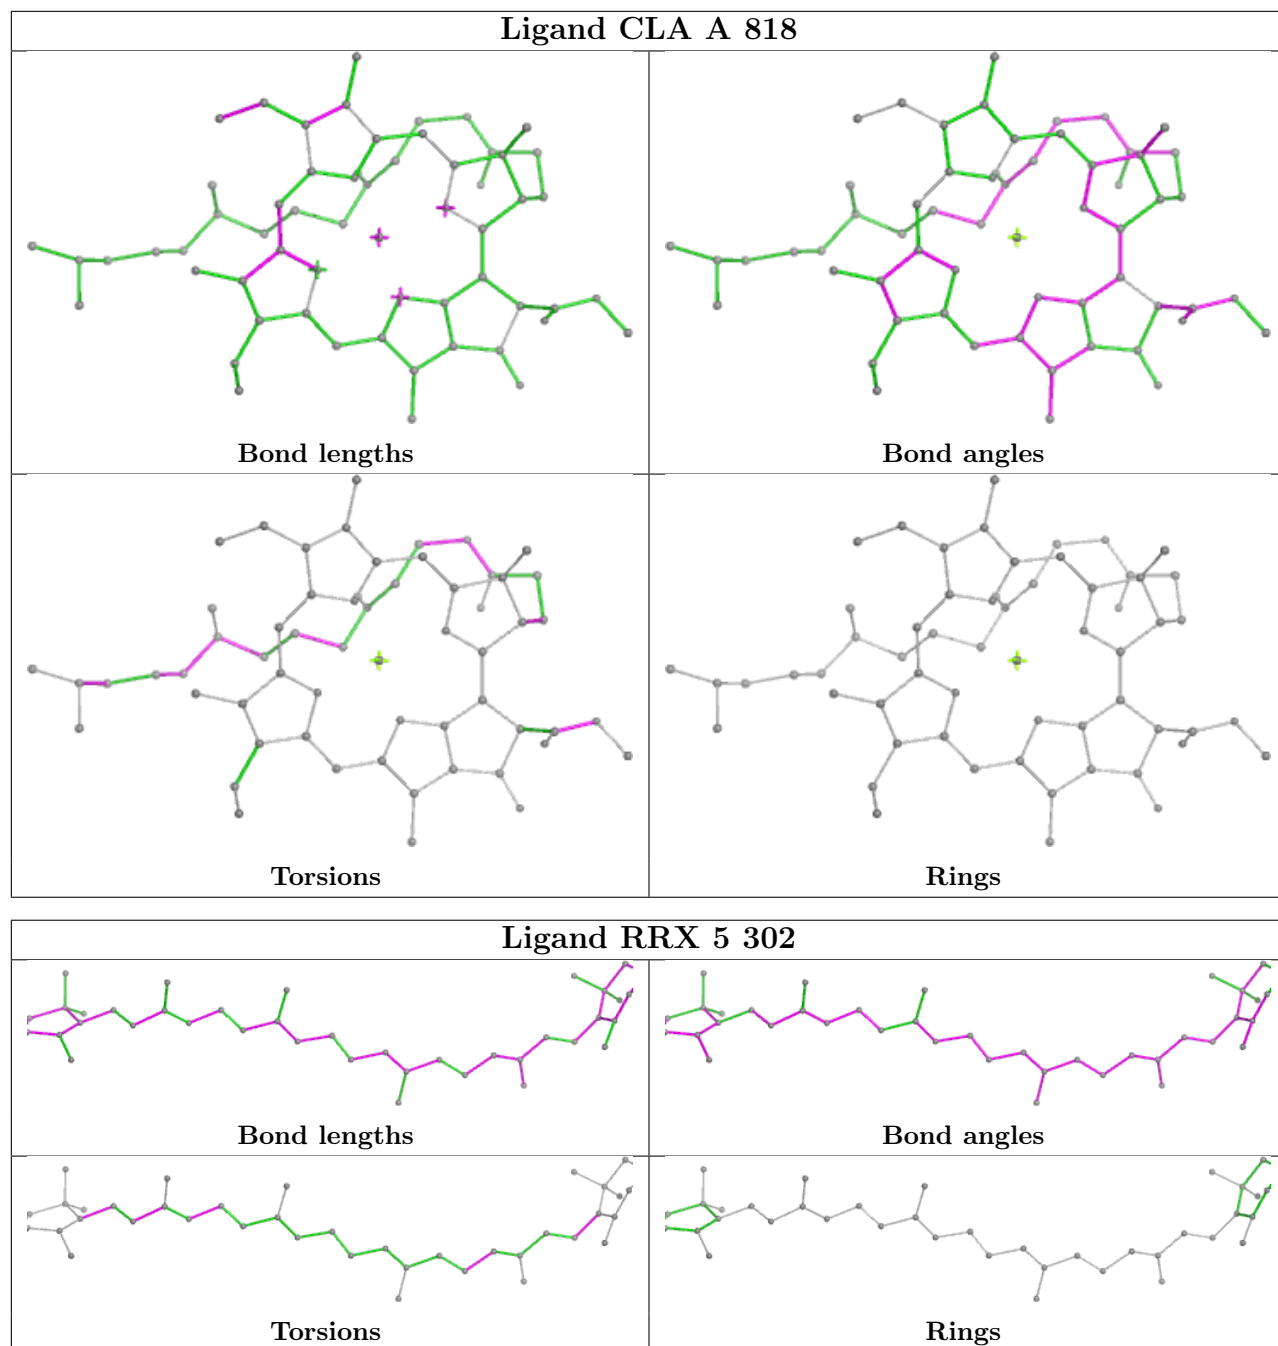 Ligand CLA A 818
Bond lengths
Bond angles
Torsions
Rings
Ligand RRX 5 302
Bond lengths
Bond angles
Torsions
Rings